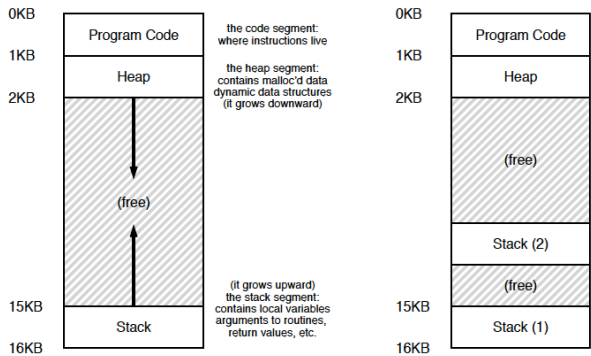 0KB
Program Code
the code segment:
where instructions live
1KB
Heap
the heap segment:
contains malloc'd data
dynamic data structures
(it grows downward)
2KB
(free)
(it grows upward)
the stack segment:
contains local variables
arguments to routines,
return values, etc.
15KB
Stack
16KB
0KB
Program Code
1KB
Heap
2KB
(free)
Stack (2)
(free)
15KB
Stack (1)
16KB